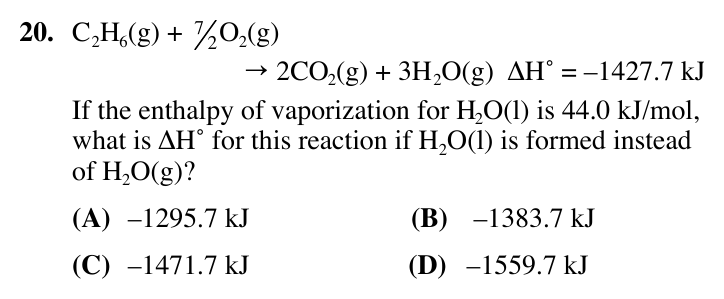 20. C₂H₆(g) + 7⁄2O₂(g)
→ 2CO₂(g) + 3H₂O(g) ΔH° = –1427.7 kJ
If the enthalpy of vaporization for H₂O(l) is 44.0 kJ/mol,
what is ΔH° for this reaction if H₂O(l) is formed instead
of H₂O(g)?
(A) –1295.7 kJ (B) –1383.7 kJ
(C) –1471.7 kJ (D) –1559.7 kJ